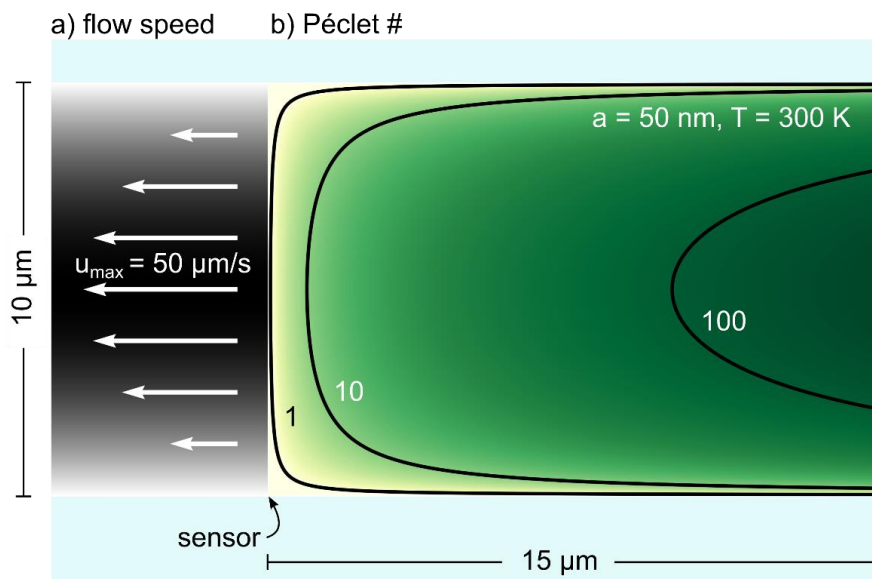 a) flow speed
b) Péclet #
a = 50 nm, T = 300 K
10 µm
u_max = 50 µm/s
100
10
1
sensor
15 µm